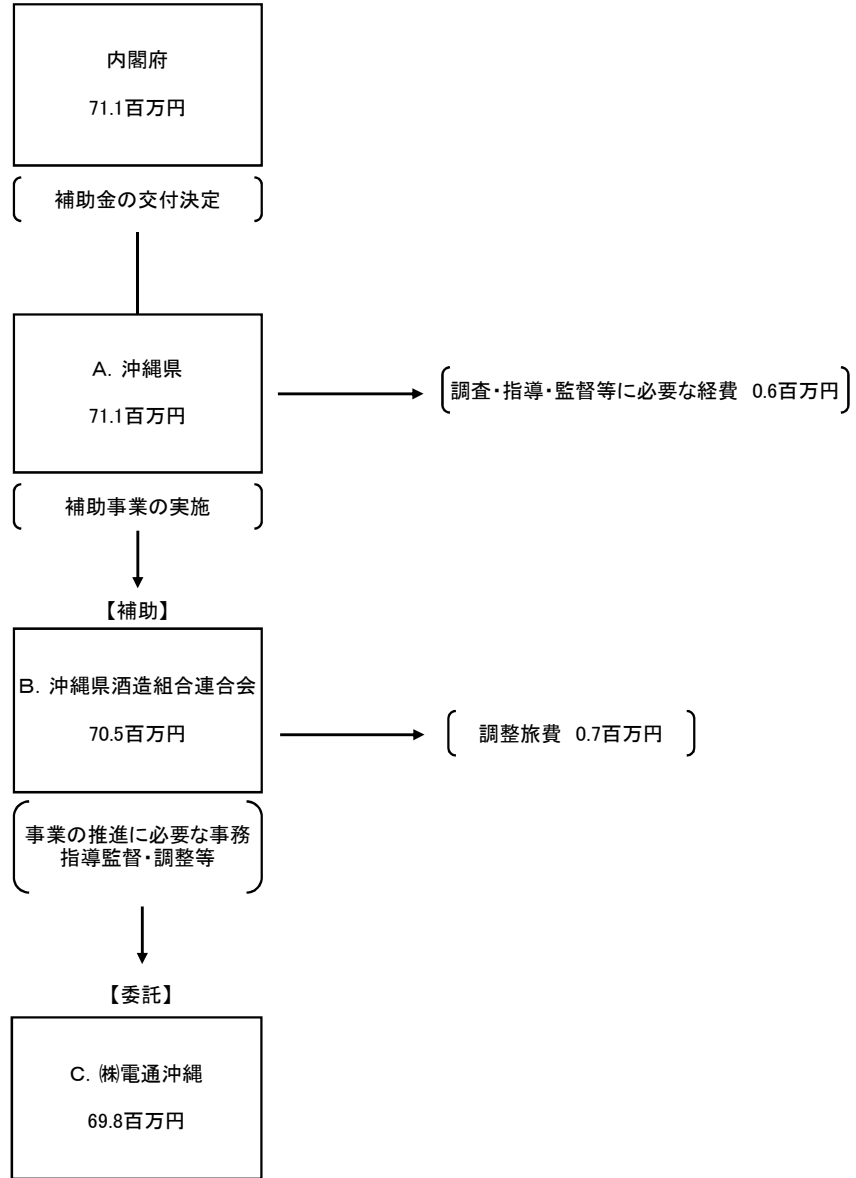 内閣府
71.1百万円
補助金の交付決定
A．沖縄県
71.1百万円
調査・指導・監督等に必要な経費 0.6百万円
補助事業の実施
【補助】
B．沖縄県酒造組合連合会
70.5百万円
調整旅費 0.7百万円
事業の推進に必要な事務
指導監督・調整等
【委託】
C．㈱電通沖縄
69.8百万円